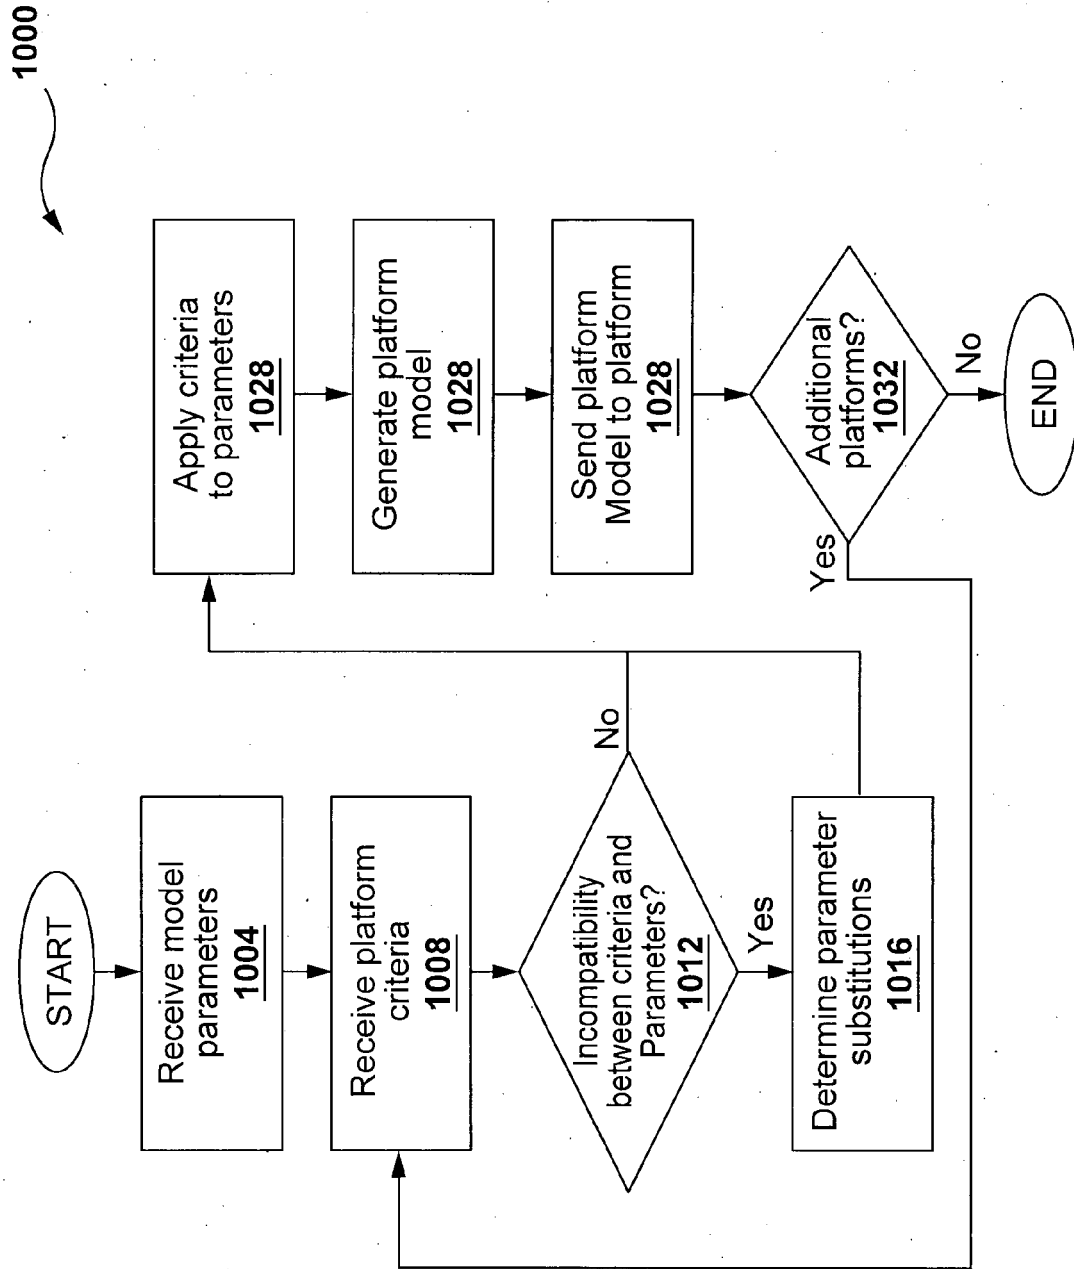 1000
START
Receive model
parameters
1004
Receive platform
criteria
1008
Incompatibility
between criteria and
Parameters?
1012
No
Yes
Determine parameter
substitutions
1016
Apply criteria
to parameters
1028
Generate platform
model
1028
Send platform
Model to platform
1028
Additional
platforms?
1032
Yes
No
END